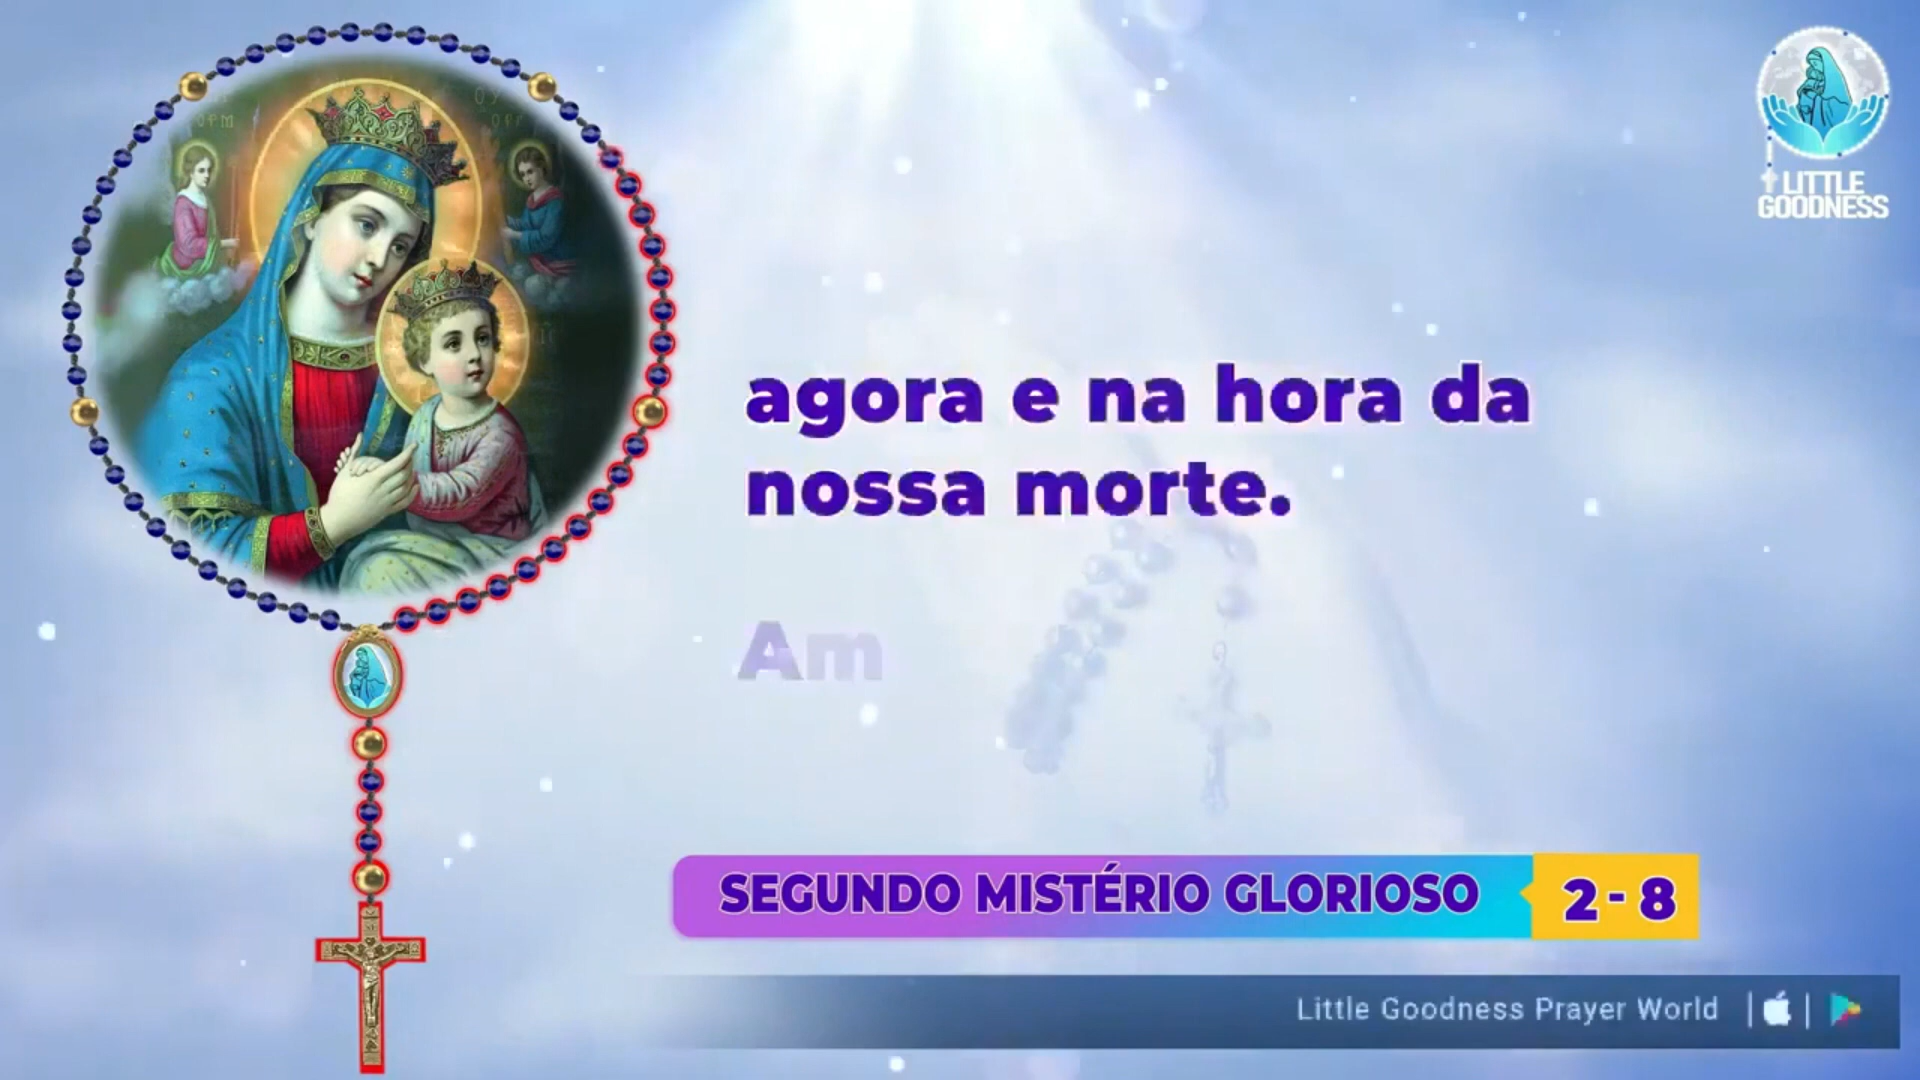 LITTLE
GOODNESS
agora e na hora da
nossa morte.
Am
SEGUNDO MISTÉRIO GLORIOSO
2 - 8
Little Goodness Prayer World